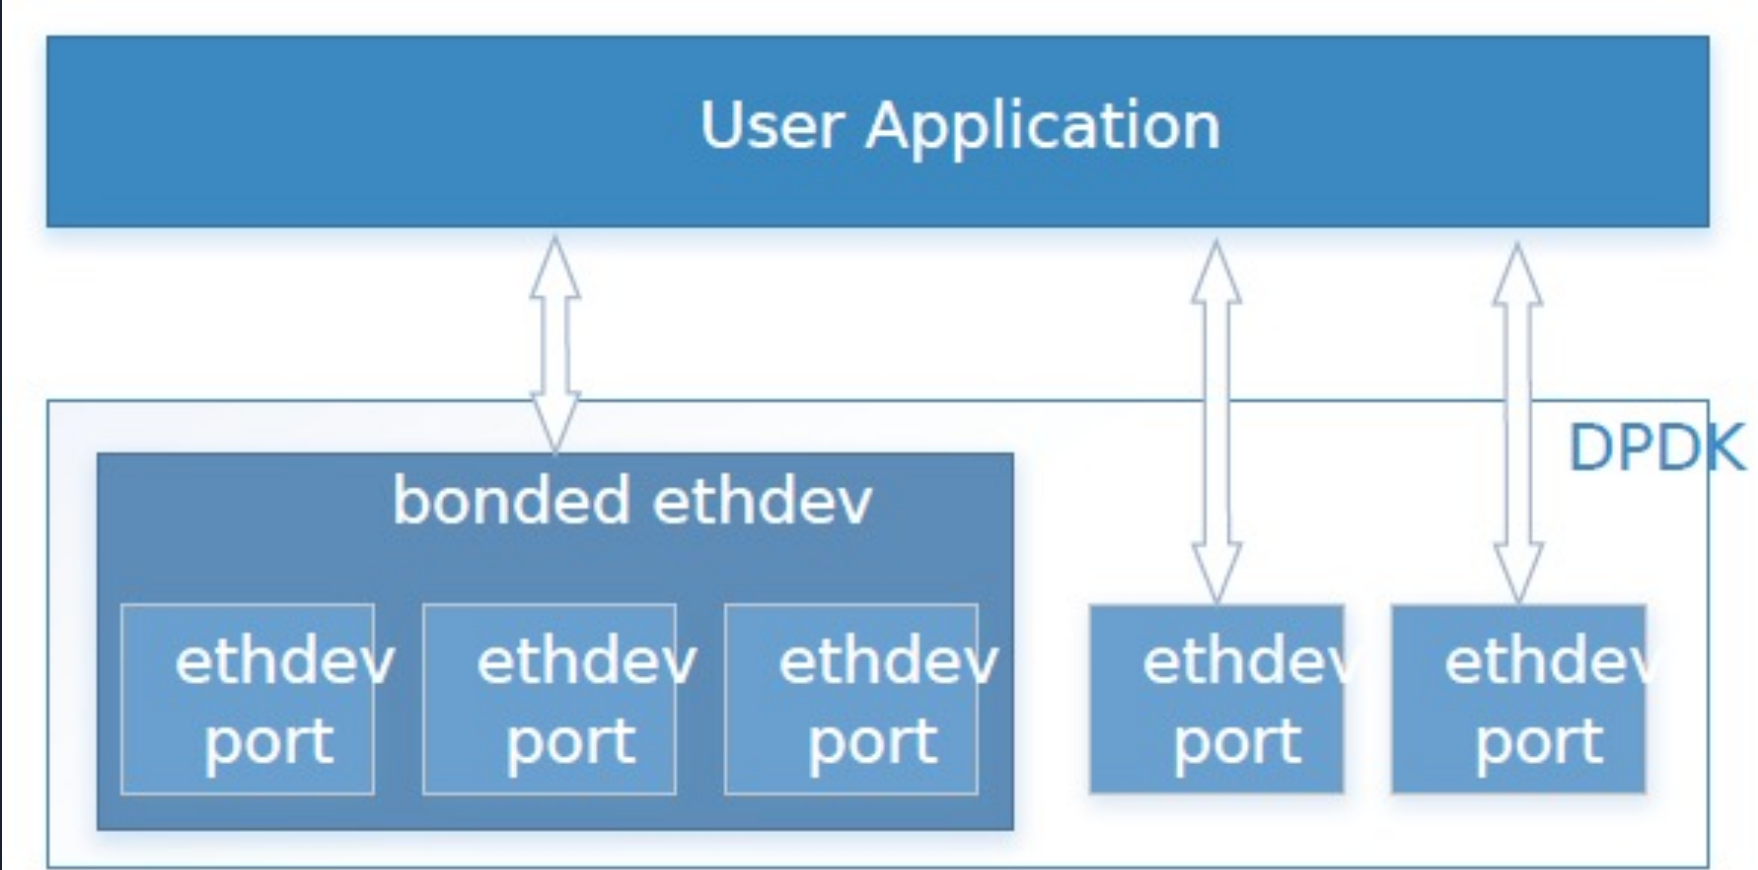 User Application
DPDK
bonded ethdev
ethdev
port
ethdev
port
ethdev
port
ethdev
port
ethdev
port